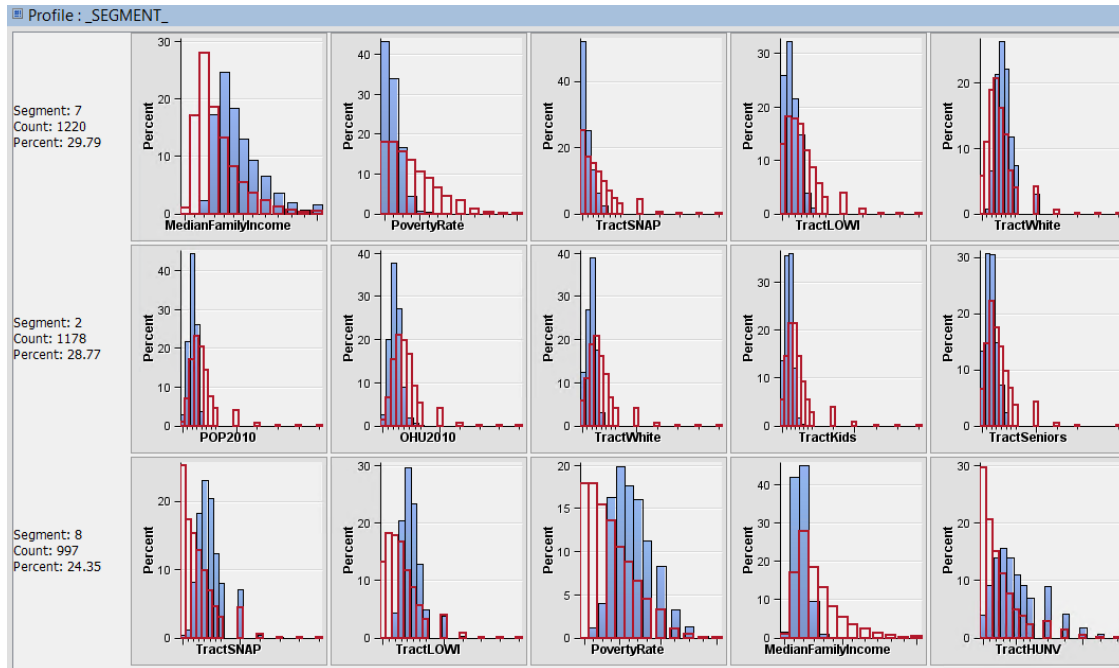 Profile : _SEGMENT_
Segment: 7
Count: 1220
Percent: 29.79
Percent
30
20
10
0
MedianFamilyIncome
Percent
40
30
20
10
0
PovertyRate
Percent
40
20
0
TractSNAP
Percent
30
20
10
0
TractLOWI
Percent
20
10
0
TractWhite
Segment: 2
Count: 1178
Percent: 28.77
Percent
40
30
20
10
0
POP2010
Percent
40
30
20
10
0
OHU2010
Percent
40
30
20
10
0
TractWhite
Percent
30
20
10
0
TractKids
Percent
30
20
10
0
TractSeniors
Segment: 8
Count: 997
Percent: 24.35
Percent
20
10
0
TractSNAP
Percent
30
20
10
0
TractLOWI
Percent
20
15
10
5
0
PovertyRate
Percent
40
30
20
10
0
MedianFamilyIncome
Percent
30
20
10
0
TractHUNV